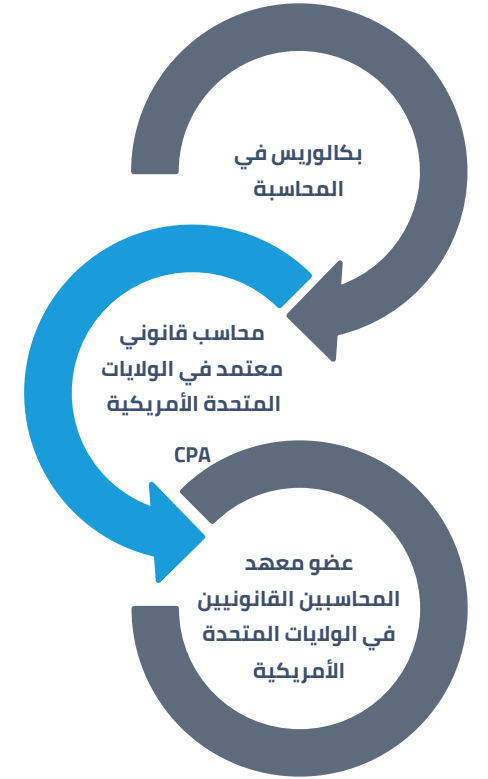 بكالوريس في
المحاسبة
محاسب قانوني
معتمد في الولايات
المتحدة الأمريكية
CPA
عضو معهد
المحاسبين القانونيين
في الولايات المتحدة
الأمريكية